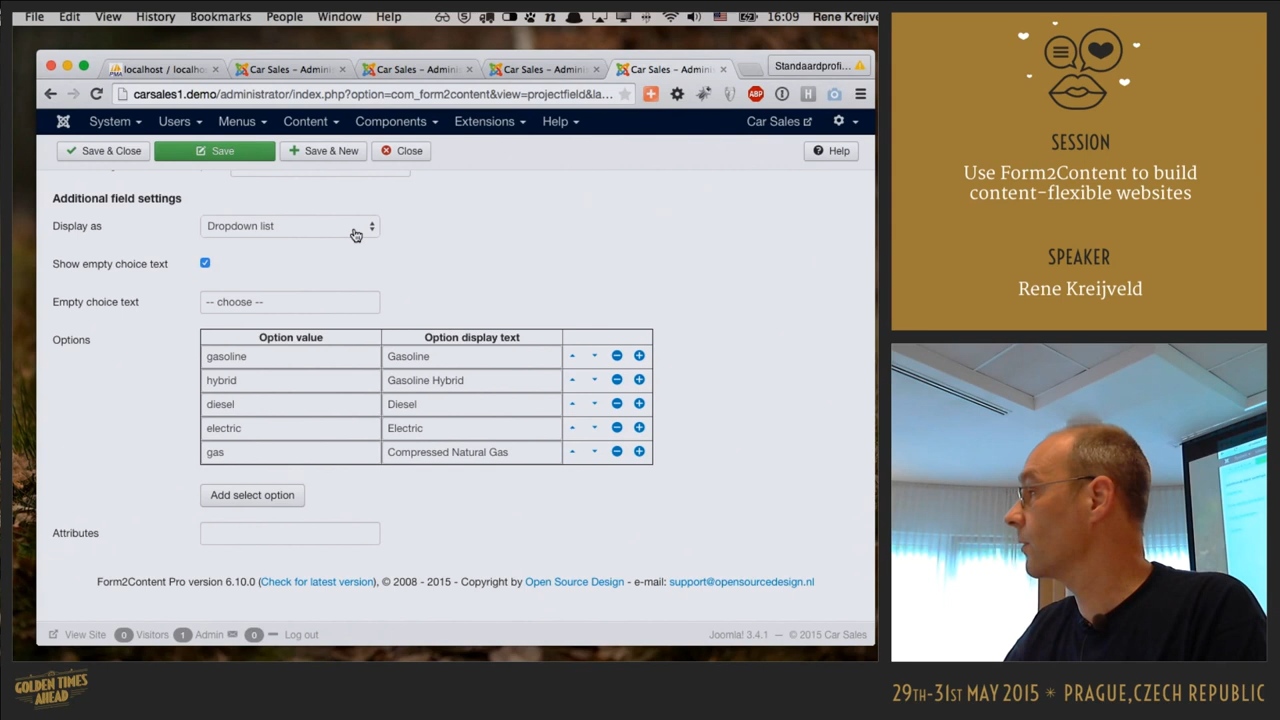 File Edit View History Bookmarks People Window Help 16:09 Rene Kreijve
localhost / localho Car Sales - Admini Car Sales - Admini Car Sales - Admini Car Sales - Admini Standaardprofi...
carsales1.demo/administrator/index.php?option=com_form2content&view=projectfield&la...
System Users Menus Content Components Extensions Help Car Sales
Save & Close Save Save & New Close Help
Additional field settings
Display as Dropdown list
Show empty choice text
Empty choice text -- choose --
Options Option value Option display text
gasoline Gasoline
hybrid Gasoline Hybrid
diesel Diesel
electric Electric
gas Compressed Natural Gas
Add select option
Attributes
Form2Content Pro version 6.10.0 (Check for latest version), © 2008 - 2015 - Copyright by Open Source Design - e-mail: support@opensourcedesign.nl
View Site 0 Visitors 1 Admin 0 Log out Joomla! 3.4.1 — © 2015 Car Sales
SESSION
Use Form2Content to build
content-flexible websites
SPEAKER
Rene Kreijveld
GOLDEN TIMES
AHEAD
29TH-31ST MAY 2015 * PRAGUE,CZECH REPUBLIC